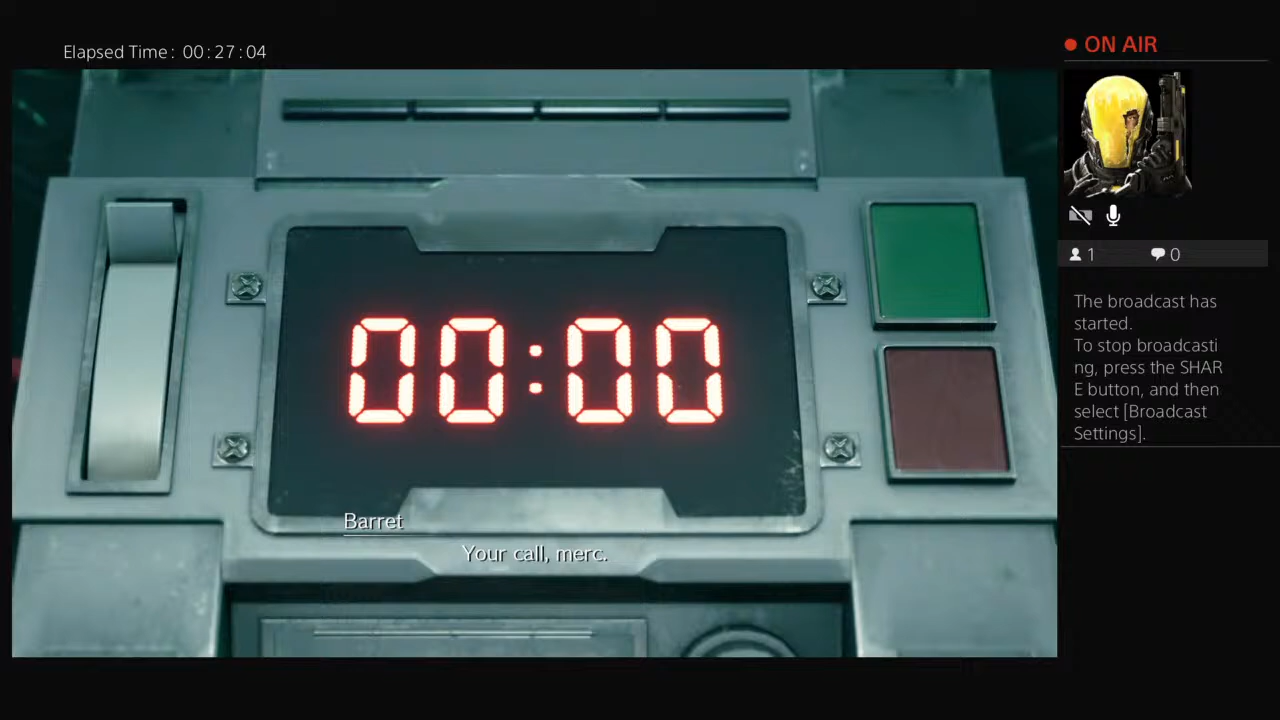 Elapsed Time: 00:27:04
ON AIR
00:00
1
0
The broadcast has
started.
To stop broadcasti
ng, press the SHAR
E button, and then
select [Broadcast
Settings].
Barret
Your call, merc.